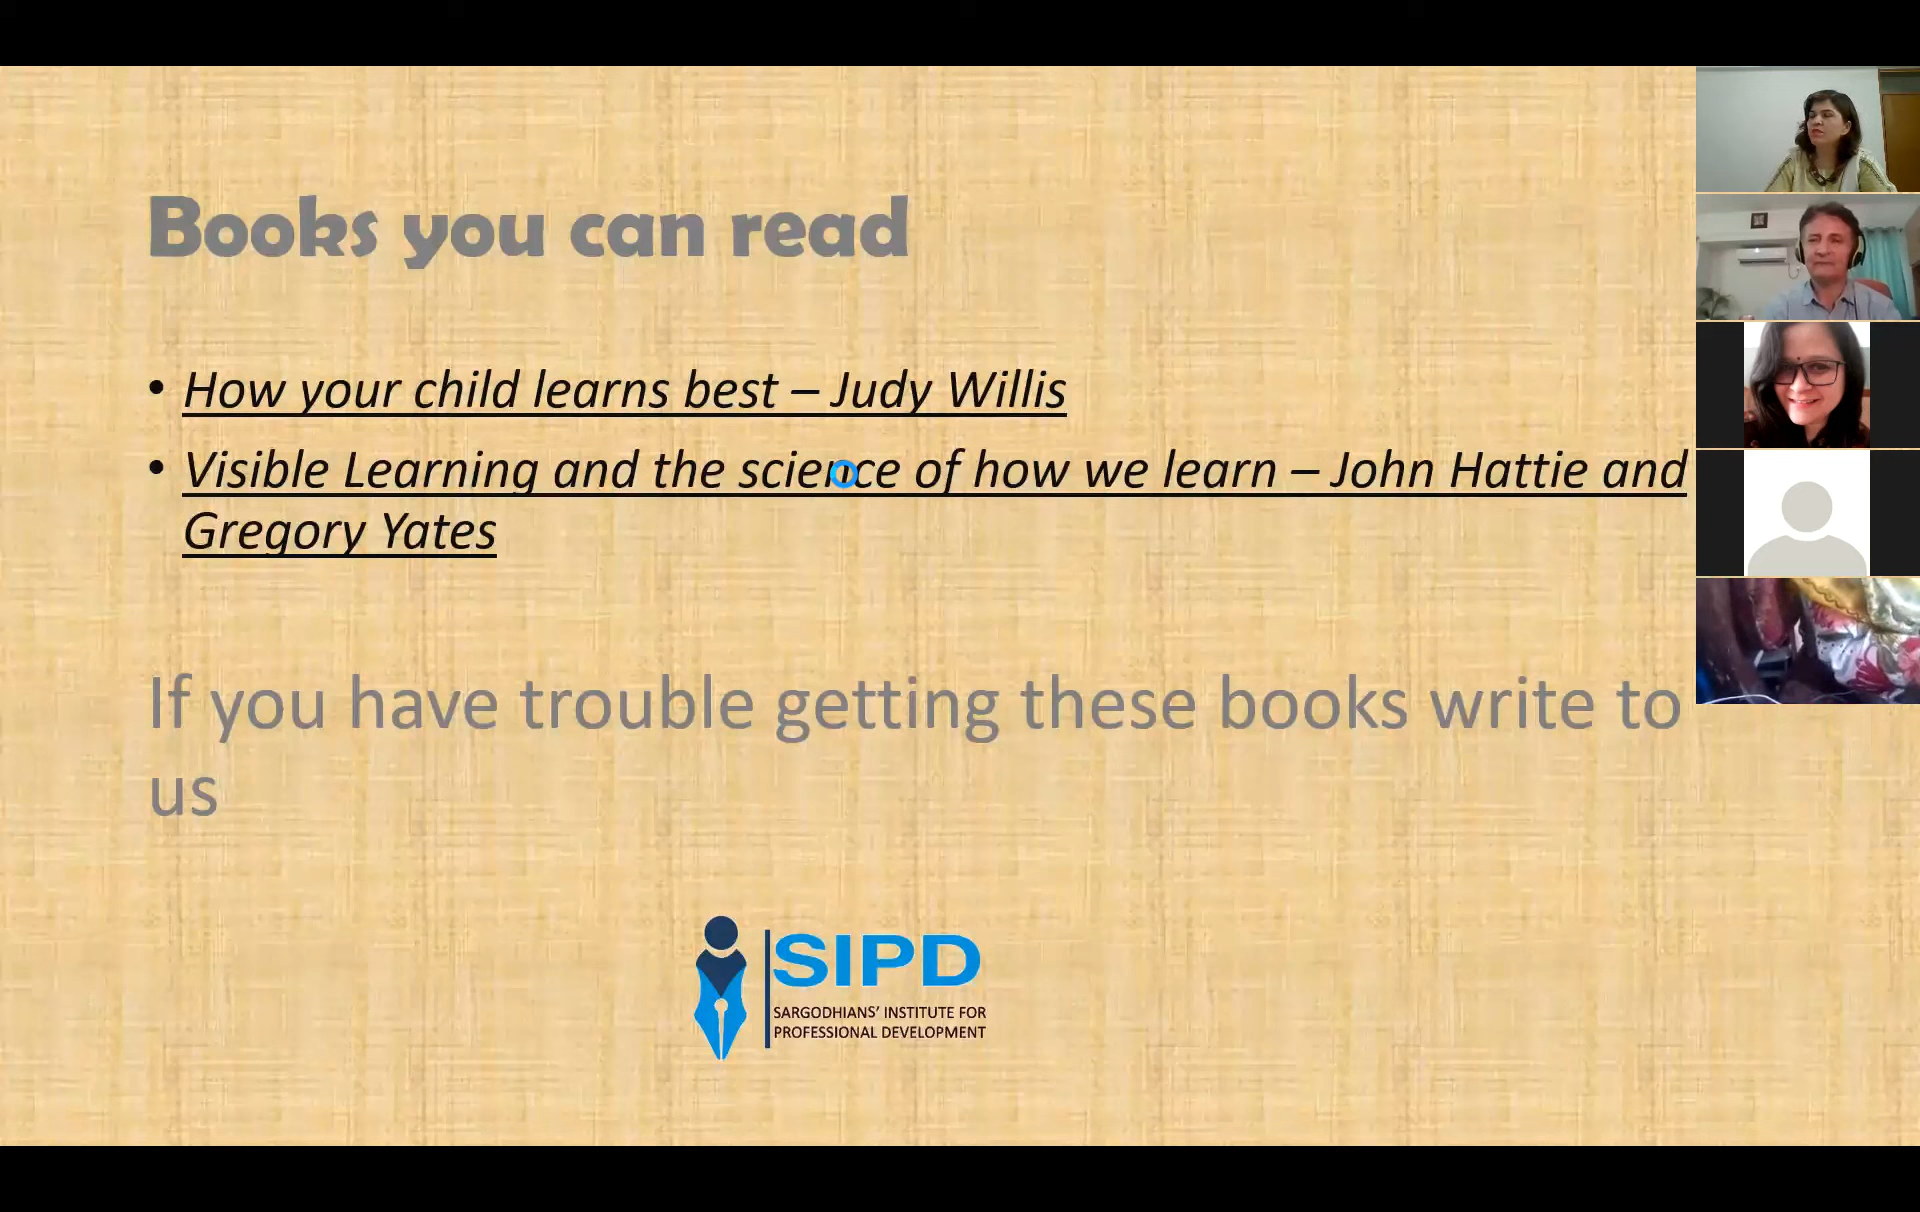 Books you can read
• How your child learns best – Judy Willis
• Visible Learning and the science of how we learn – John Hattie and
Gregory Yates
If you have trouble getting these books write to
us
SIPD
SARGODHIANS' INSTITUTE FOR
PROFESSIONAL DEVELOPMENT